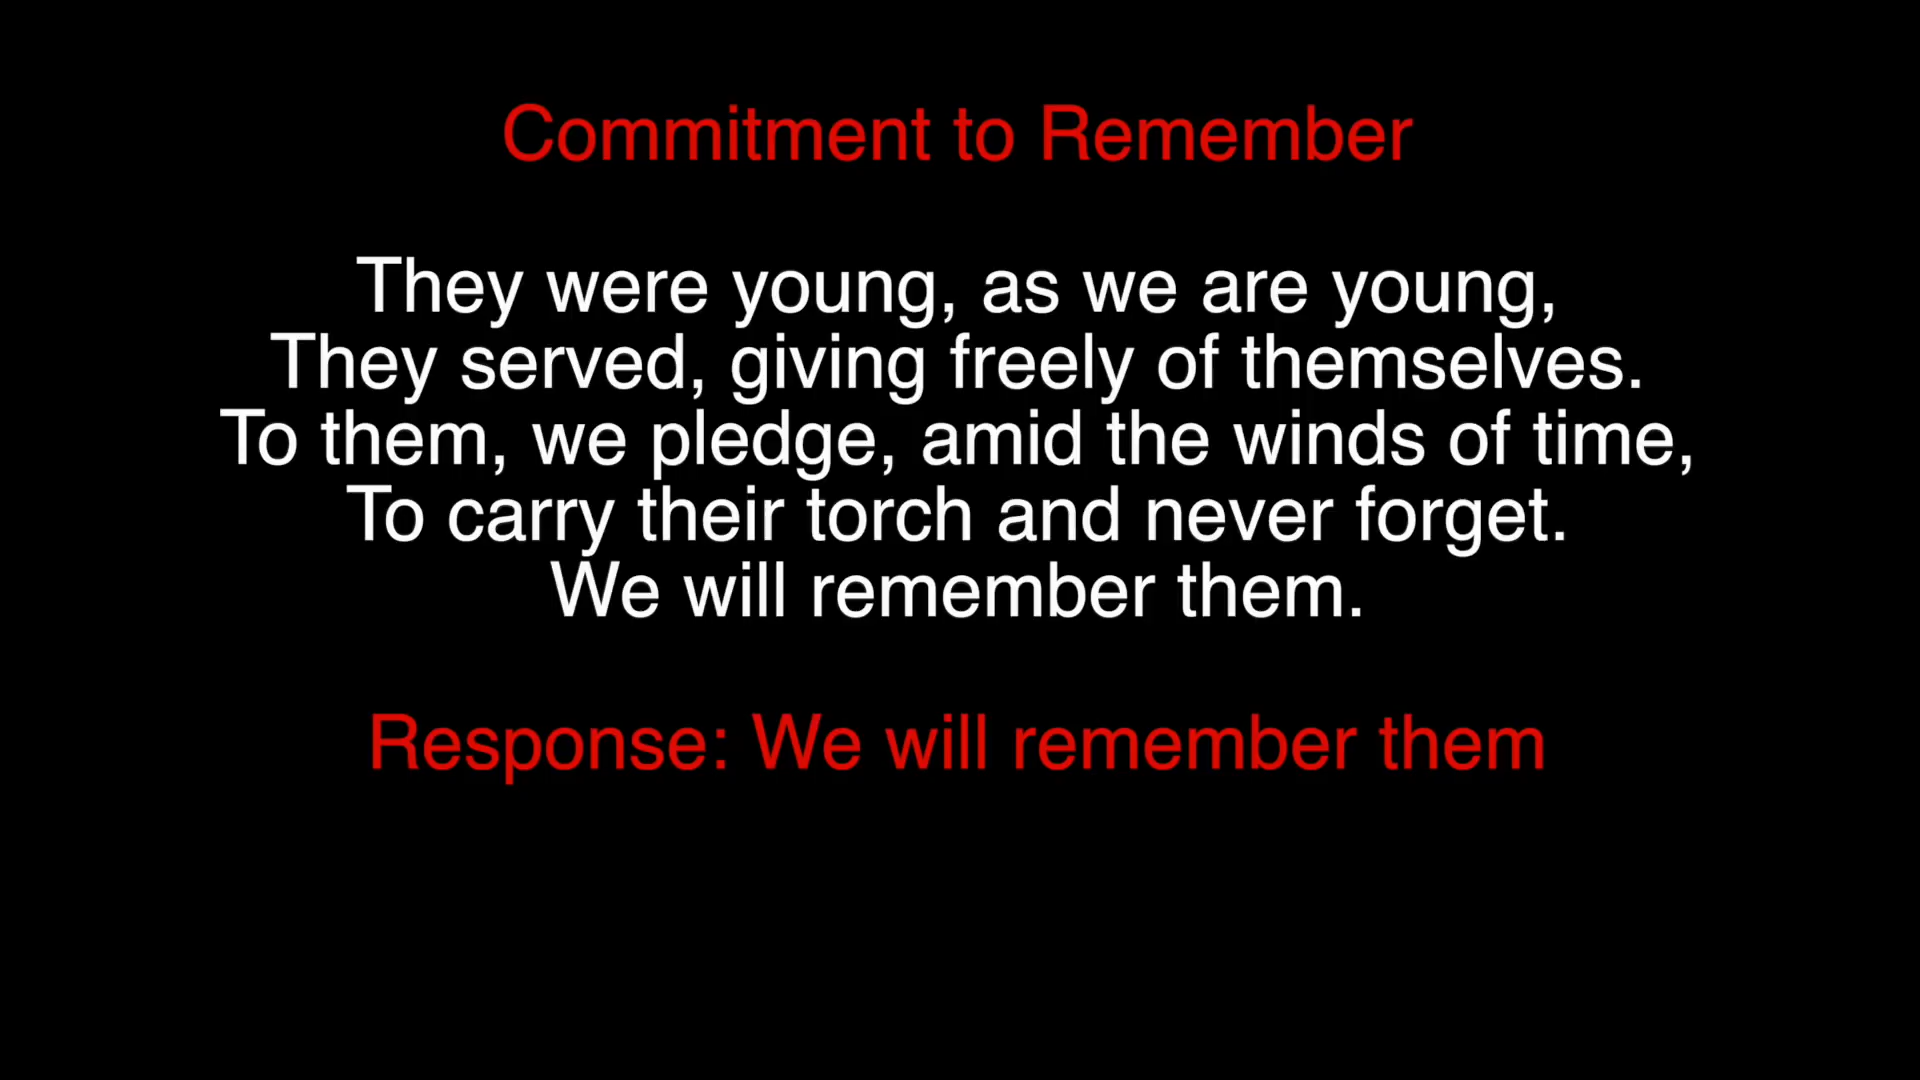 Commitment to Remember
They were young, as we are young,
They served, giving freely of themselves.
To them, we pledge, amid the winds of time,
To carry their torch and never forget.
We will remember them.
Response: We will remember them